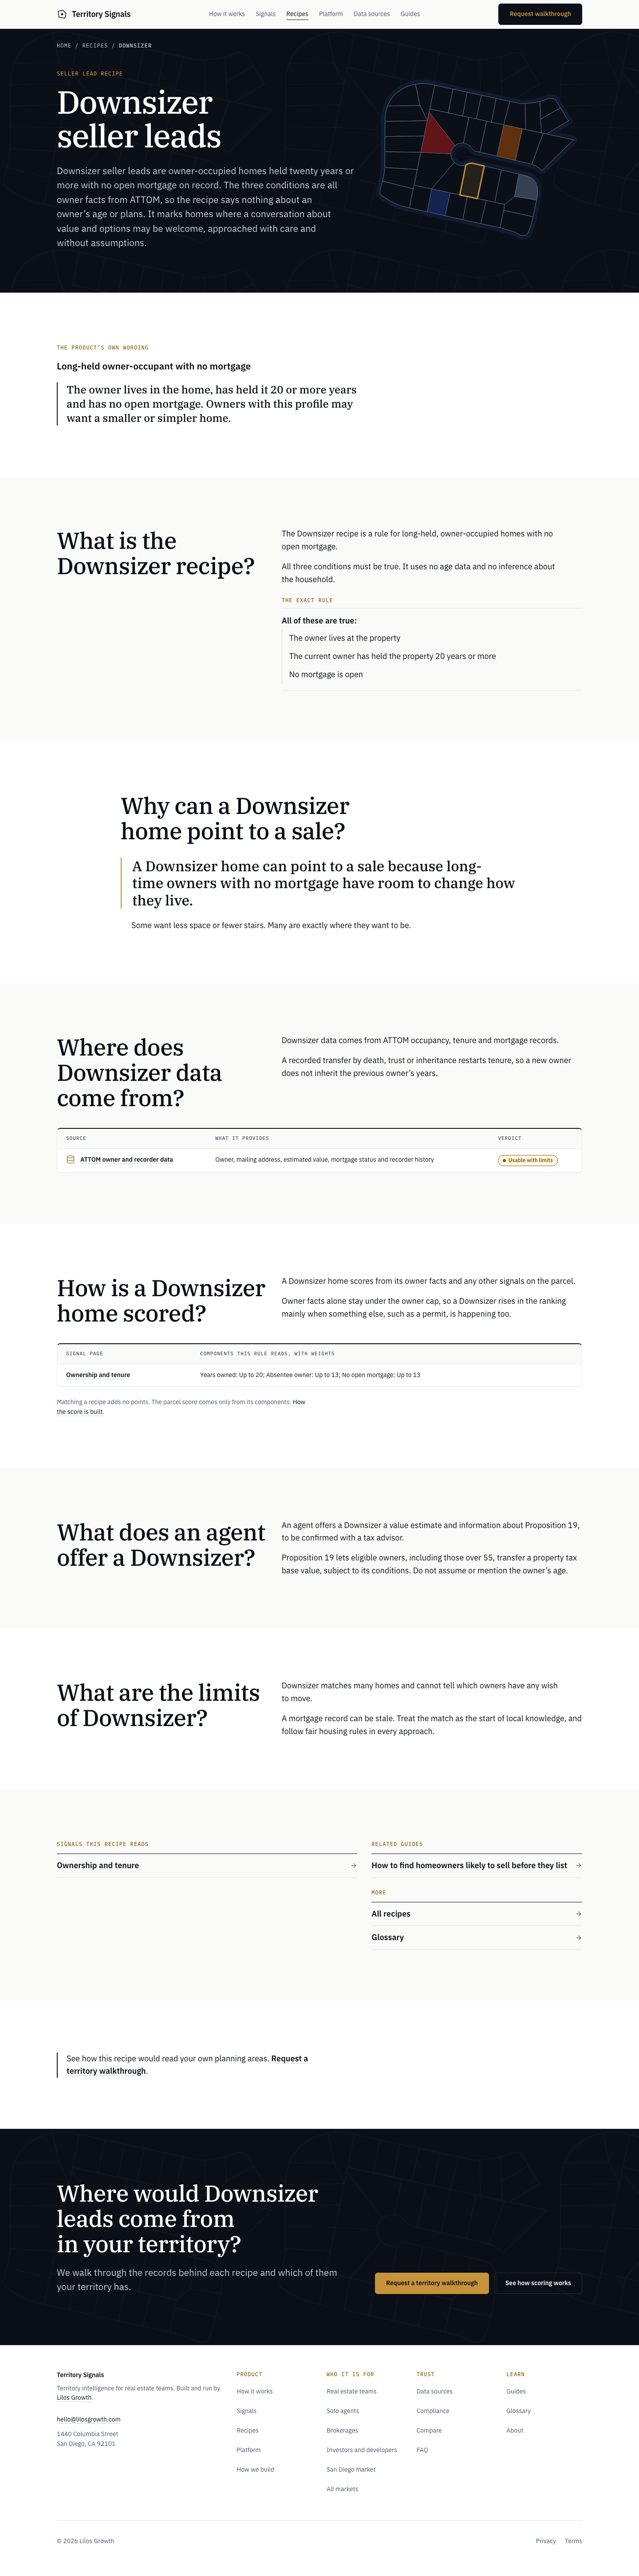 Territory Signals
How it works
Signals
Recipes
Platform
Data sources
Guides
Request walkthrough
HOME / RECIPES / DOWNSIZER
SELLER LEAD RECIPE
Downsizer
seller leads
Downsizer seller leads are owner-occupied homes held twenty years or
more with no open mortgage on record. The three conditions are all
owner facts from ATTOM, so the recipe says nothing about an
owner’s age or plans. It marks homes where a conversation about
value and options may be welcome, approached with care and
without assumptions.
THE PRODUCT’S OWN WORDING
Long-held owner-occupant with no mortgage
The owner lives in the home, has held it 20 or more years
and has no open mortgage. Owners with this profile may
want a smaller or simpler home.
What is the
Downsizer recipe?
The Downsizer recipe is a rule for long-held, owner-occupied homes with no
open mortgage.
All three conditions must be true. It uses no age data and no inference about
the household.
THE EXACT RULE
All of these are true:
The owner lives at the property
The current owner has held the property 20 years or more
No mortgage is open
Why can a Downsizer
home point to a sale?
A Downsizer home can point to a sale because long-
time owners with no mortgage have room to change how
they live.
Some want less space or fewer stairs. Many are exactly where they want to be.
Where does
Downsizer data
come from?
Downsizer data comes from ATTOM occupancy, tenure and mortgage records.
A recorded transfer by death, trust or inheritance restarts tenure, so a new owner
does not inherit the previous owner’s years.
SOURCE
WHAT IT PROVIDES
VERDICT
ATTOM owner and recorder data
Owner, mailing address, estimated value, mortgage status and recorder history
Usable with limits
How is a Downsizer
home scored?
A Downsizer home scores from its owner facts and any other signals on the parcel.
Owner facts alone stay under the owner cap, so a Downsizer rises in the ranking
mainly when something else, such as a permit, is happening too.
SIGNAL PAGE
COMPONENTS THIS RULE READS, WITH WEIGHTS
Ownership and tenure
Years owned: Up to 20; Absentee owner: Up to 13; No open mortgage: Up to 13
Matching a recipe adds no points. The parcel score comes only from its components. How
the score is built.
What does an agent
offer a Downsizer?
An agent offers a Downsizer a value estimate and information about Proposition 19,
to be confirmed with a tax advisor.
Proposition 19 lets eligible owners, including those over 55, transfer a property tax
base value, subject to its conditions. Do not assume or mention the owner’s age.
What are the limits
of Downsizer?
Downsizer matches many homes and cannot tell which owners have any wish
to move.
A mortgage record can be stale. Treat the match as the start of local knowledge, and
follow fair housing rules in every approach.
SIGNALS THIS RECIPE READS
Ownership and tenure
RELATED GUIDES
How to find homeowners likely to sell before they list
MORE
All recipes
Glossary
See how this recipe would read your own planning areas. Request a
territory walkthrough.
Where would Downsizer
leads come from
in your territory?
We walk through the records behind each recipe and which of them
your territory has.
Request a territory walkthrough
See how scoring works
Territory Signals
Territory intelligence for real estate teams. Built and run by
Lilos Growth.
hello@lilosgrowth.com
1440 Columbia Street
San Diego, CA 92101
PRODUCT
How it works
Signals
Recipes
Platform
How we build
WHO IT IS FOR
Real estate teams
Solo agents
Brokerages
Investors and developers
San Diego market
All markets
TRUST
Data sources
Compliance
Compare
FAQ
LEARN
Guides
Glossary
About
© 2026 Lilos Growth
Privacy
Terms